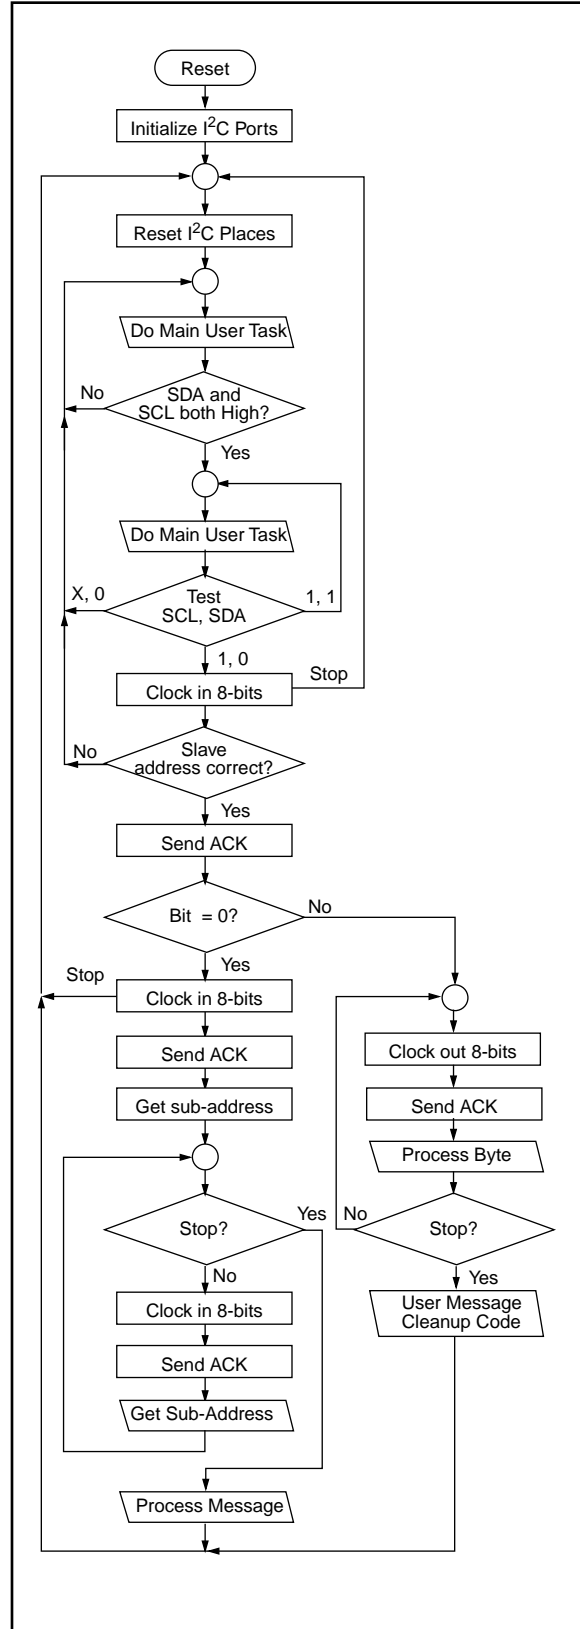 Reset
Initialize I²C Ports
Reset I²C Places
Do Main User Task
No
SDA and
SCL both High?
Yes
Do Main User Task
X, 0
Test
SCL, SDA
1, 1
1, 0
Clock in 8-bits
Stop
No
Slave
address correct?
Yes
Send ACK
Bit = 0?
No
Yes
Stop
Clock in 8-bits
Send ACK
Get sub-address
Stop?
Yes
No
Clock in 8-bits
Send ACK
Get Sub-Address
Process Message
Clock out 8-bits
Send ACK
Process Byte
No
Stop?
Yes
User Message
Cleanup Code